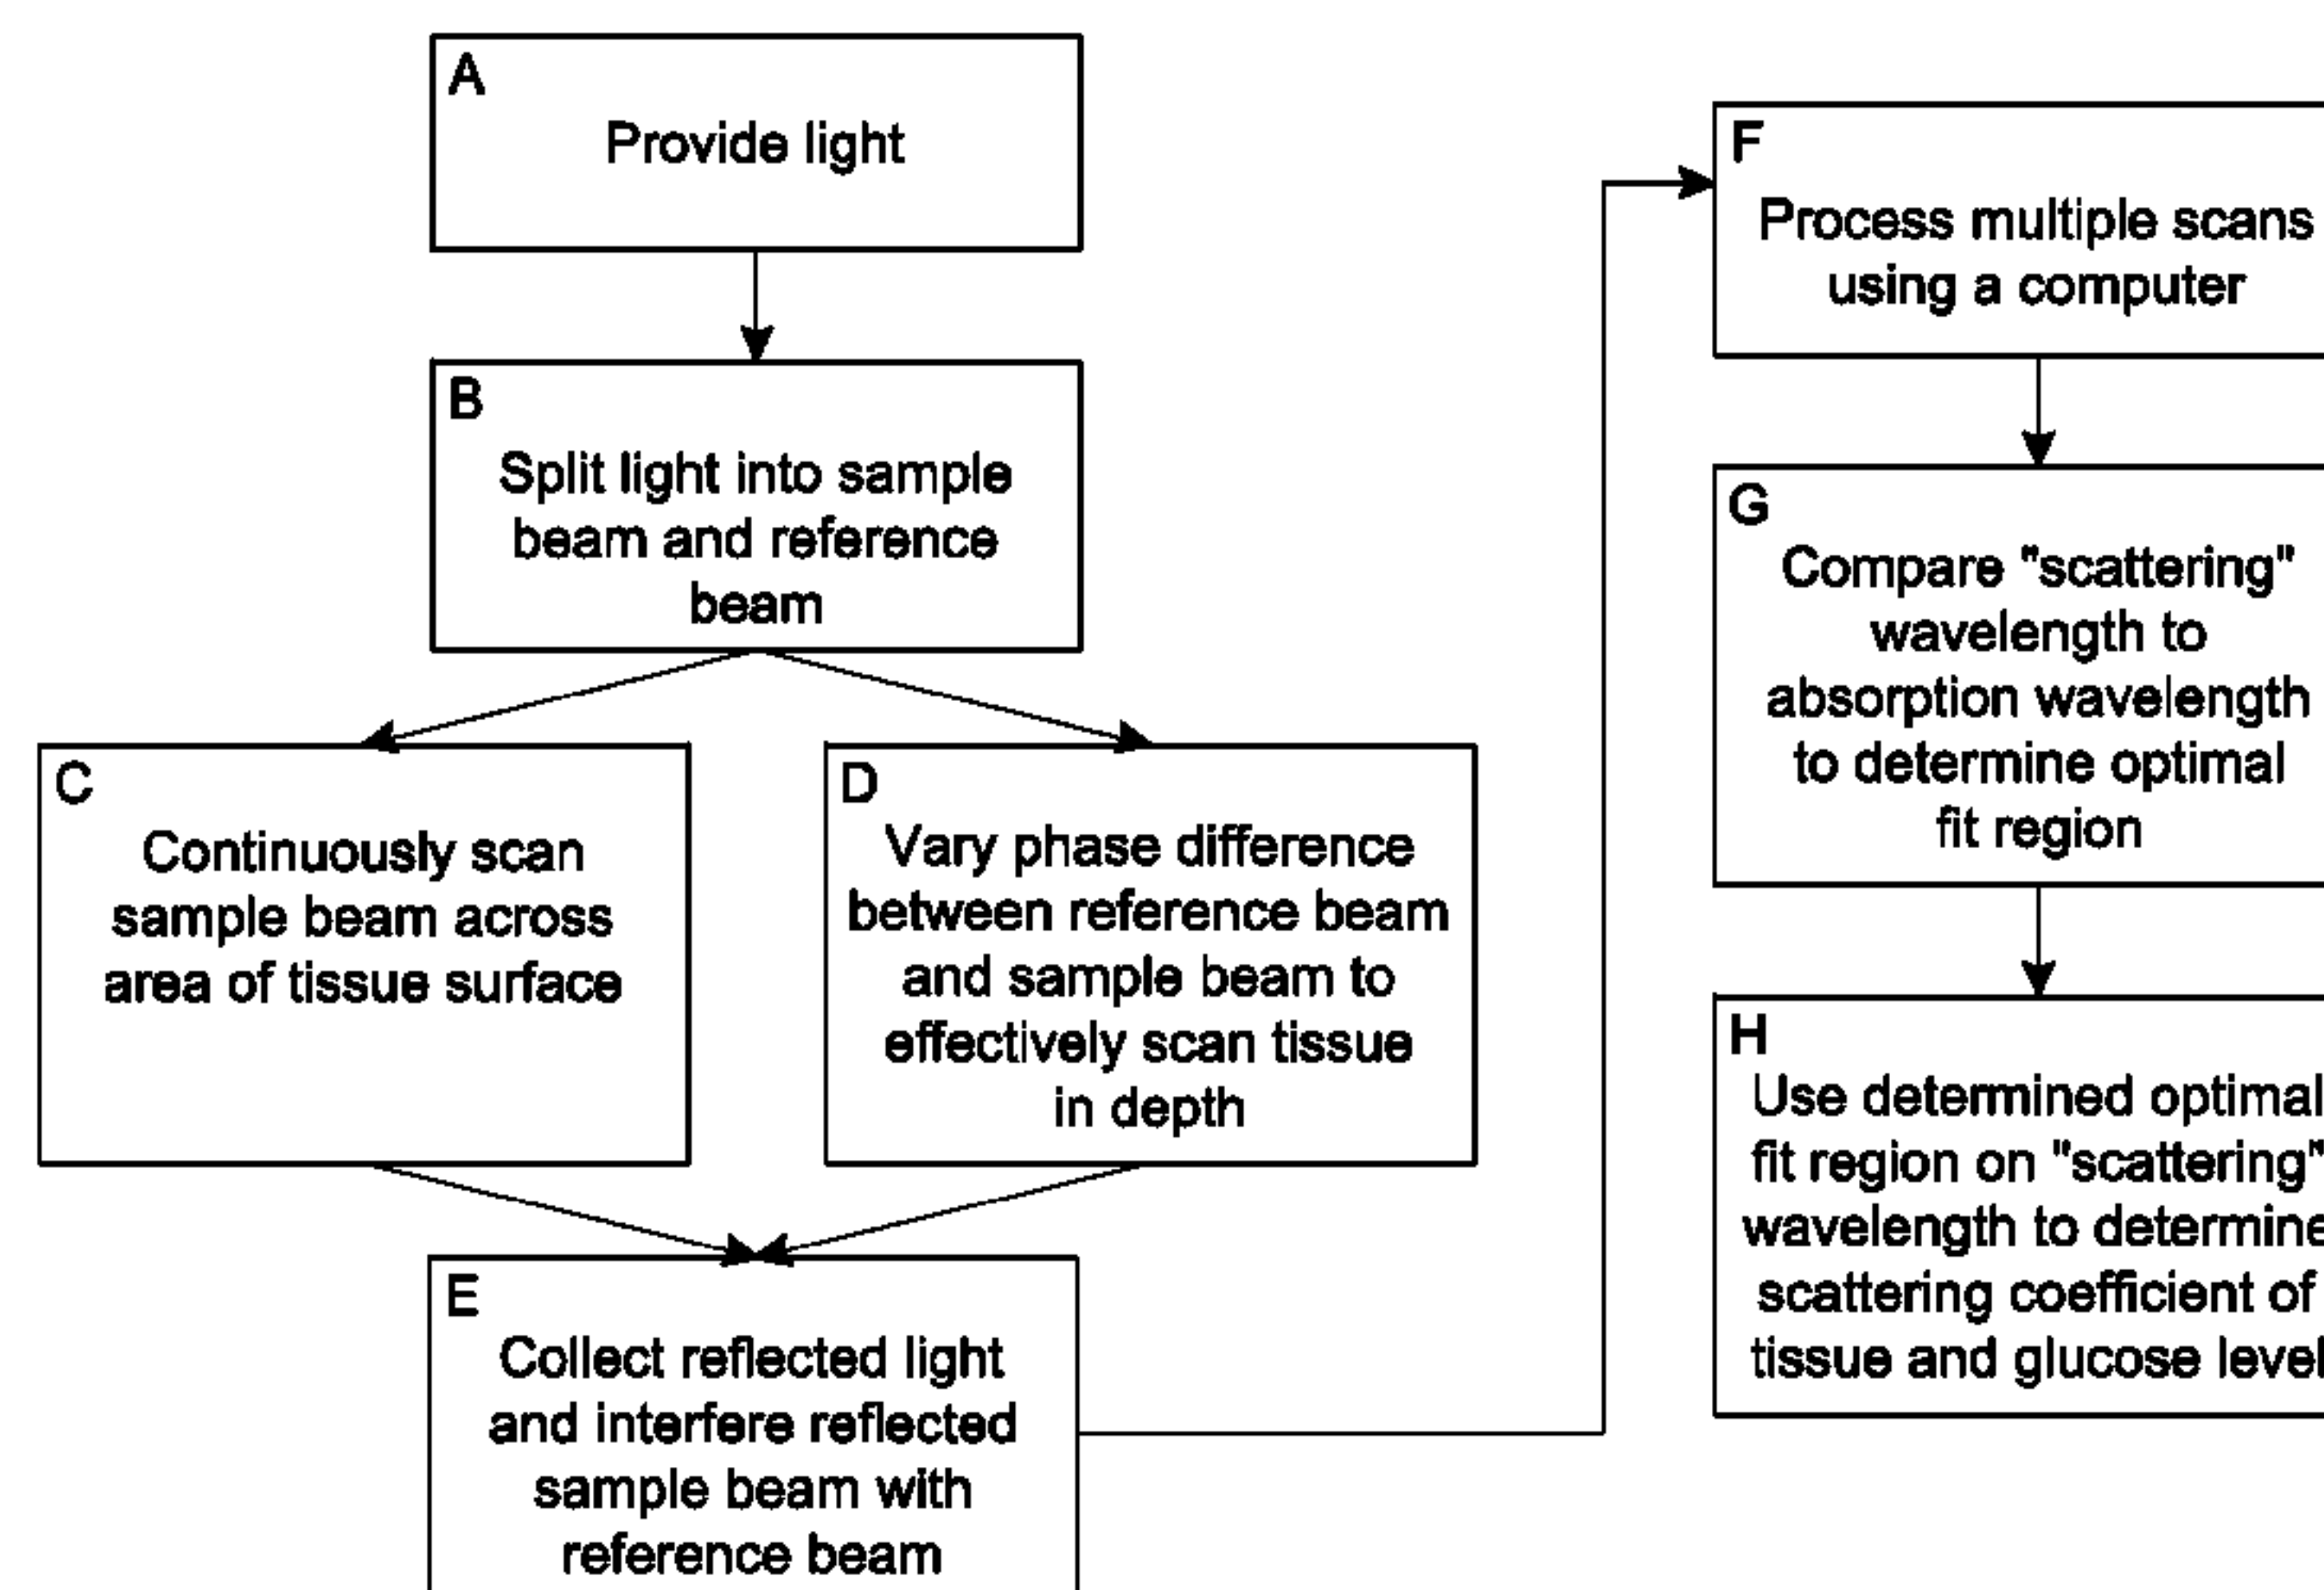 A
Provide light
B
Split light into sample
beam and reference
beam
C
Continuously scan
sample beam across
area of tissue surface
D
Vary phase difference
between reference beam
and sample beam to
effectively scan tissue
in depth
E
Collect reflected light
and interfere reflected
sample beam with
reference beam
F
Process multiple scans
using a computer
G
Compare "scattering"
wavelength to
absorption wavelength
to determine optimal
fit region
H
Use determined optimal
fit region on "scattering"
wavelength to determine
scattering coefficient of
tissue and glucose level